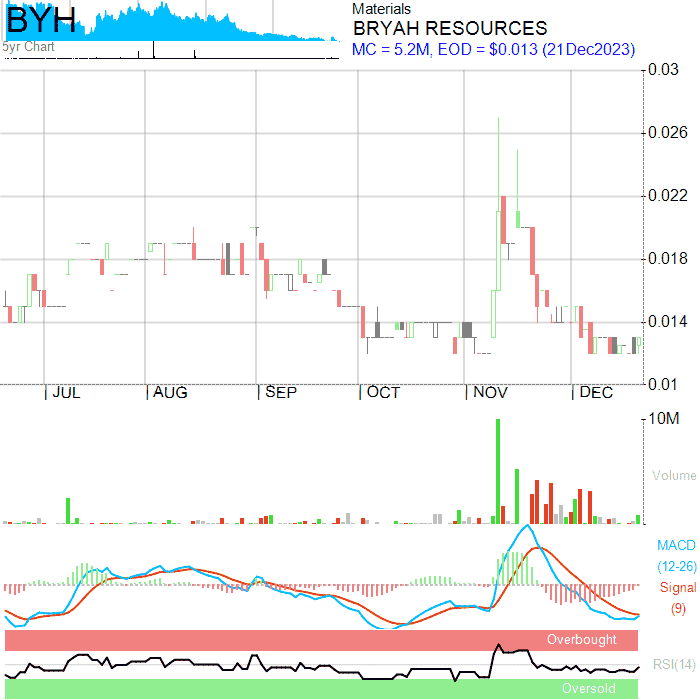 BYH
5yr Chart
Materials
BRYAH RESOURCES
MC = 5.2M, EOD = $0.013 (21Dec2023)
0.03
0.026
0.022
0.018
0.014
0.01
JUL AUG SEP OCT NOV DEC
10M
Volume
MACD
(12-26)
Signal
(9)
Overbought
RSI(14)
Oversold